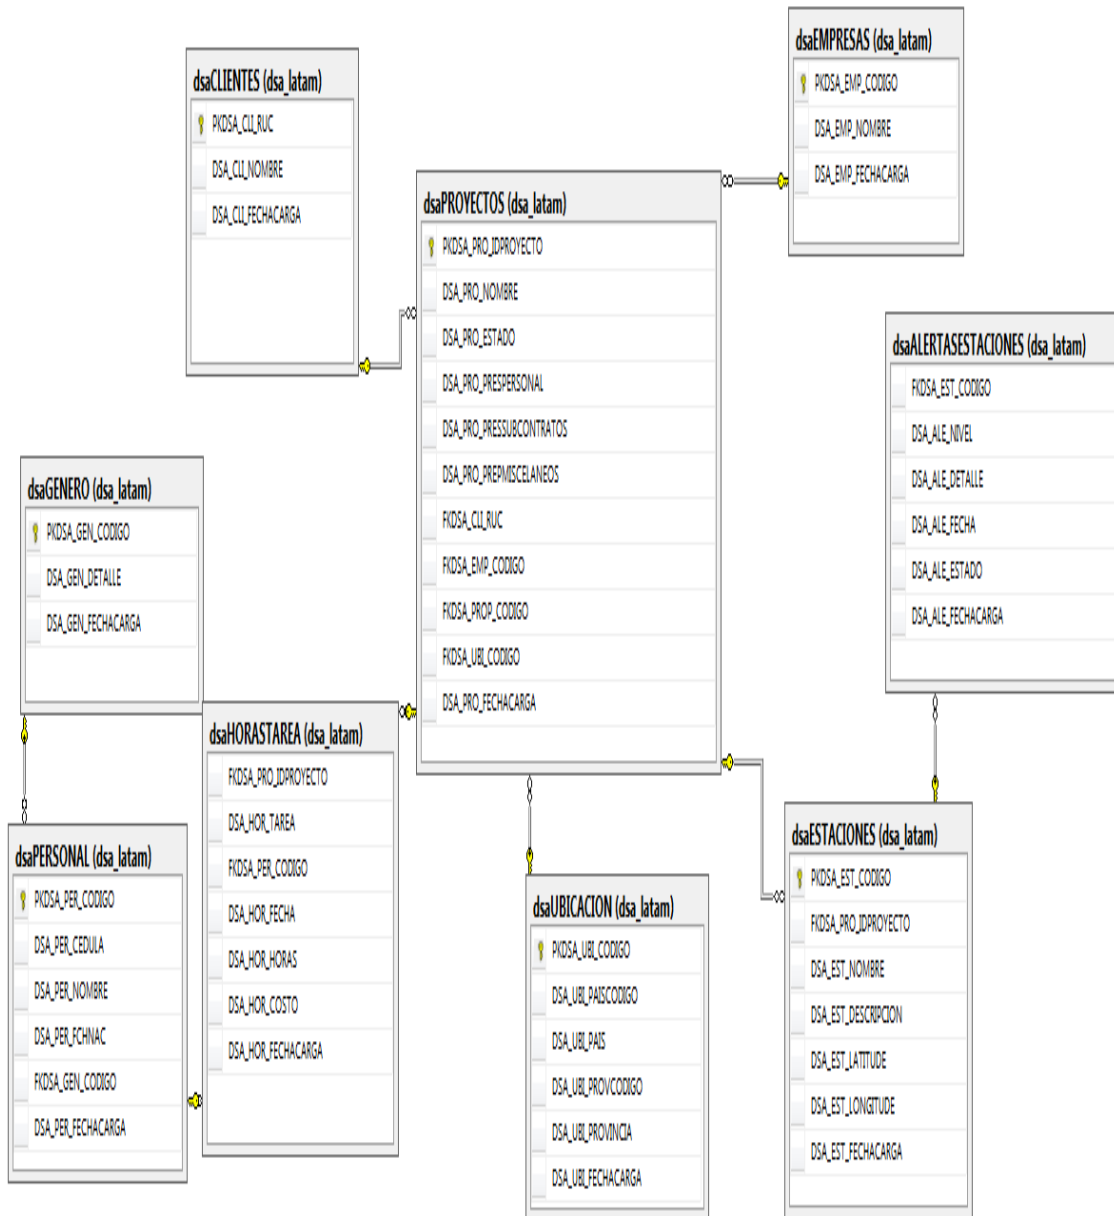 dsaCLIENTES (dsa_latam)
PKDSA_CLI_RUC
DSA_CLI_NOMBRE
DSA_CLI_FECHACARGA
dsaEMPRESAS (dsa_latam)
PKDSA_EMP_CODIGO
DSA_EMP_NOMBRE
DSA_EMP_FECHACARGA
dsaPROYECTOS (dsa_latam)
PKDSA_PRO_IDPROYECTO
DSA_PRO_NOMBRE
DSA_PRO_ESTADO
DSA_PRO_PRESPERSONAL
DSA_PRO_PRESSUBCONTRATOS
DSA_PRO_PREPMISCELANEOS
FKDSA_CLI_RUC
FKDSA_EMP_CODIGO
FKDSA_PROP_CODIGO
FKDSA_UBI_CODIGO
DSA_PRO_FECHACARGA
dsaALERTASESTACIONES (dsa_latam)
FKDSA_EST_CODIGO
DSA_ALE_NIVEL
DSA_ALE_DETALLE
DSA_ALE_FECHA
DSA_ALE_ESTADO
DSA_ALE_FECHACARGA
dsaGENERO (dsa_latam)
PKDSA_GEN_CODIGO
DSA_GEN_DETALLE
DSA_GEN_FECHACARGA
dsaHORASTAREA (dsa_latam)
FKDSA_PRO_IDPROYECTO
DSA_HOR_TAREA
FKDSA_PER_CODIGO
DSA_HOR_FECHA
DSA_HOR_HORAS
DSA_HOR_COSTO
DSA_HOR_FECHACARGA
dsaPERSONAL (dsa_latam)
PKDSA_PER_CODIGO
DSA_PER_CEDULA
DSA_PER_NOMBRE
DSA_PER_FCHNAC
FKDSA_GEN_CODIGO
DSA_PER_FECHACARGA
dsaUBICACION (dsa_latam)
PKDSA_UBI_CODIGO
DSA_UBI_PAISCODIGO
DSA_UBI_PAIS
DSA_UBI_PROVCODIGO
DSA_UBI_PROVINCIA
DSA_UBI_FECHACARGA
dsaESTACIONES (dsa_latam)
PKDSA_EST_CODIGO
FKDSA_PRO_IDPROYECTO
DSA_EST_NOMBRE
DSA_EST_DESCRIPCION
DSA_EST_LATITUDE
DSA_EST_LONGITUDE
DSA_EST_FECHACARGA